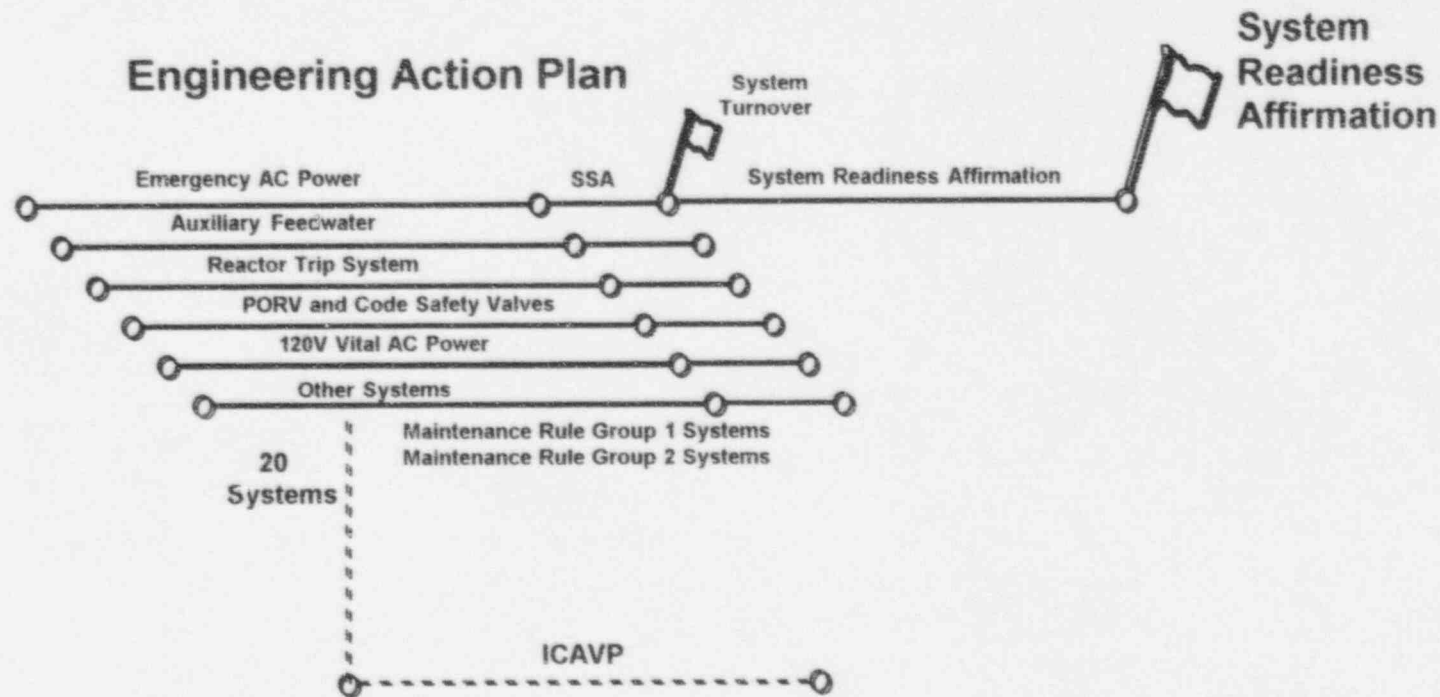 Engineering Action Plan
System
Turnover
System
Readiness
Affirmation
Emergency AC Power
SSA
System Readiness Affirmation
Auxiliary Feedwater
Reactor Trip System
PORV and Code Safety Valves
120V Vital AC Power
Other Systems
Maintenance Rule Group 1 Systems
Maintenance Rule Group 2 Systems
20
Systems
ICAVP